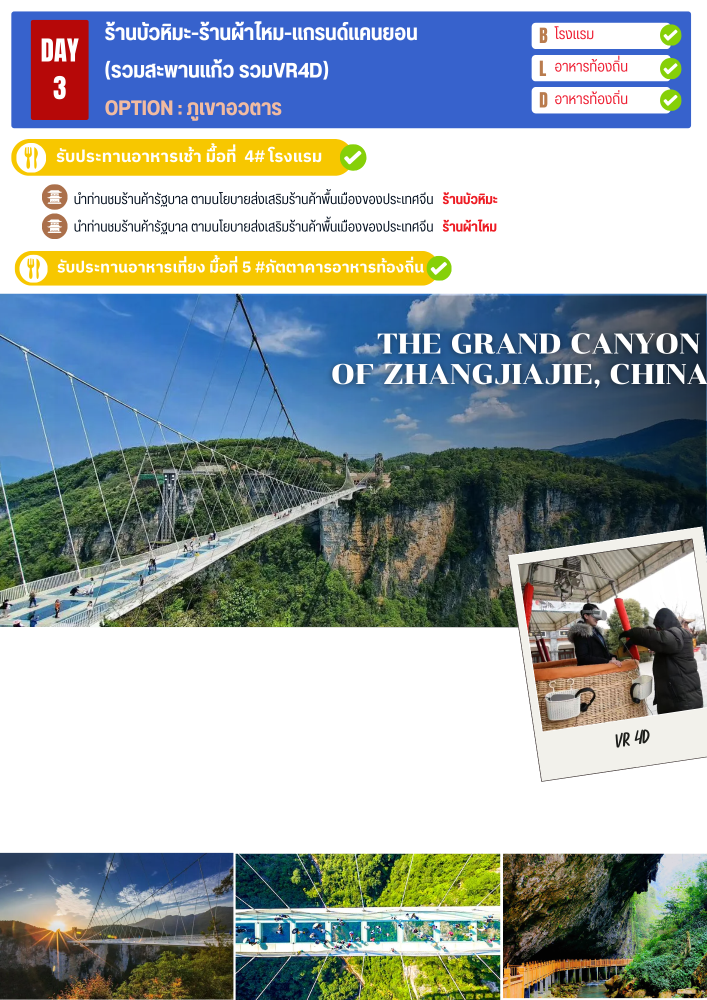 DAY
3
ร้านบัวหิมะ-ร้านผ้าไหม-แกรนด์แคนยอน
(รวมสะพานแก้ว รวมVR4D)
OPTION : ภูเขาอวตาร
B โรงแรม
L อาหารท้องถิ่น
D อาหารท้องถิ่น
รับประทานอาหารเช้า มื้อที่ 4# โรงแรม
นำท่านชมร้านค้ารัฐบาล ตามนโยบายส่งเสริมร้านค้าพื้นเมืองของประเทศจีน ร้านบัวหิมะ
นำท่านชมร้านค้ารัฐบาล ตามนโยบายส่งเสริมร้านค้าพื้นเมืองของประเทศจีน ร้านผ้าไหม
รับประทานอาหารเที่ยง มื้อที่ 5 #ภัตตาคารอาหารท้องถิ่น
THE GRAND CANYON
OF ZHANGJIAJIE, CHINA
VR 4D